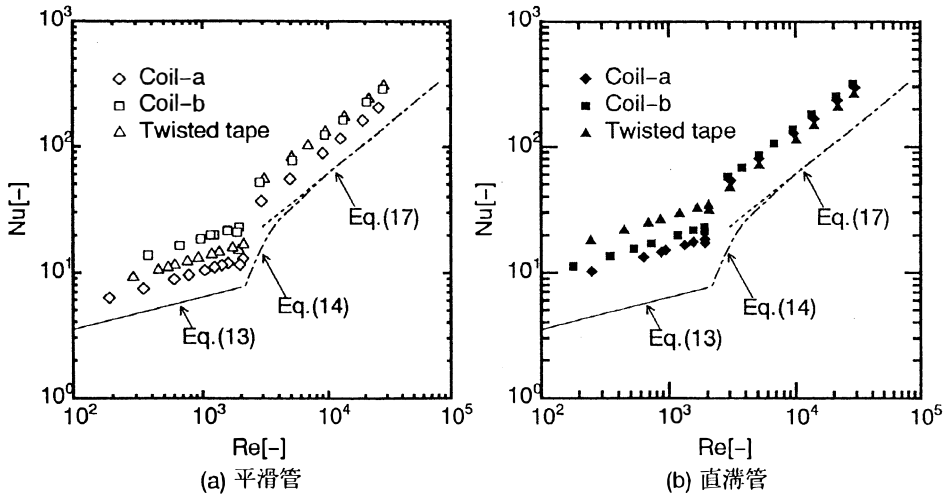 10³
◇ Coil-a
□ Coil-b
△ Twisted tape
10²
Nu[-]
Eq.(17)
10¹
Eq.(14)
Eq.(13)
10⁰
10² 10³ 10⁴ 10⁵
Re[-]
(a) 平滑管
10³
◆ Coil-a
■ Coil-b
▲ Twisted tape
10²
Nu[-]
Eq.(17)
10¹
Eq.(14)
Eq.(13)
10⁰
10² 10³ 10⁴ 10⁵
Re[-]
(b) 直溝管